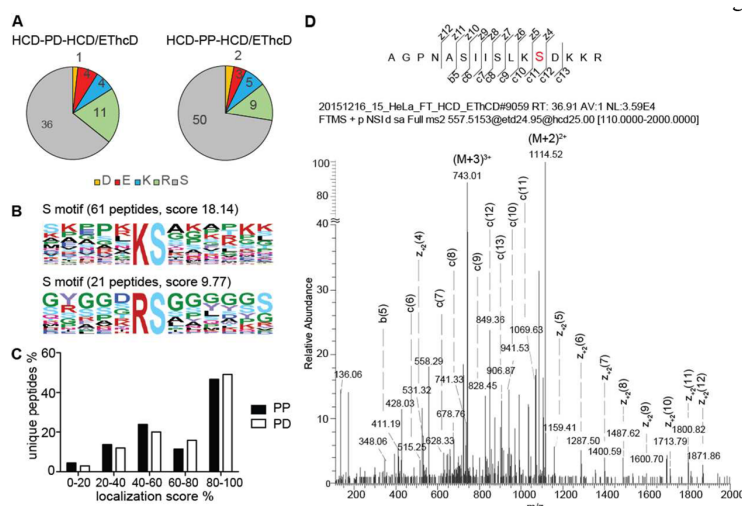 A
HCD-PD-HCD/EThcD
HCD-PP-HCD/EThcD
1
4
4
11
36
2
3
5
9
50
D E K R S
B
S motif (61 peptides, score 18.14)
KS
S motif (21 peptides, score 9.77)
GYGGDRSGGGGGS
C
unique peptides %
60
40
20
0
0-20 20-40 40-60 60-80 80-100
localization score %
PP
PD
D
z12 z11 z10 z9 z8 z7 z6 z5 z4
A G P N A S I I S L K S D K K R
b5 c6 c7 c8 c9 c10 c11 c12 c13
20151216_15_HeLa_FT_HCD_EThCD#9059 RT: 36.91 AV:1 NL:3.59E4
FTMS + p NSI d sa Full ms2 557.5153@etd24.95@hcd25.00 [110.0000-2000.0000]
Relative Abundance
100
80
60
40
30
20
10
0
(M+3)³⁺
743.01
(M+2)²⁺
1114.52
136.06
b(5)
348.06
411.19
c(6)
428.03
515.25
z+2(4)
531.32
558.29
c(7)
628.33
c(8)
678.76
741.33
c(9)
828.45
c(12)
849.36
c(13)
906.87
c(10)
941.53
c(11)
1069.63
z+2(5)
1159.41
z+2(6)
1287.50
z+2(7)
1400.59
z+2(8)
1487.62
z+2(9)
1600.70
z+2(10)
1713.79
z+2(11)
1800.82
z+2(12)
1871.86
200 400 600 800 1000 1200 1400 1600 1800 2000